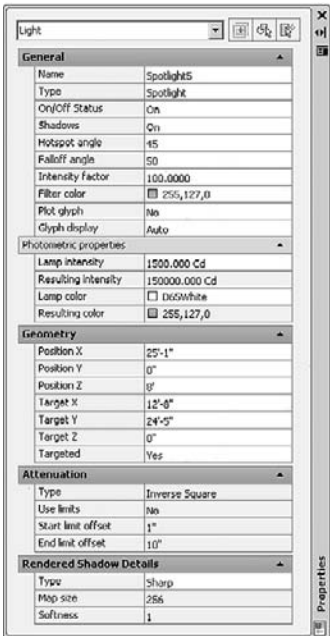 Light
General
Name Spotlight5
Type Spotlight
On/Off Status On
Shadows On
Hotspot angle 45
Falloff angle 50
Intensity factor 100.0000
Filter color 255,127,0
Plot glyph No
Glyph display Auto
Photometric properties
Lamp intensity 1500.000 Cd
Resulting intensity 150000.000 Cd
Lamp color D65White
Resulting color 255,127,0
Geometry
Position X 25'-1"
Position Y 0"
Position Z 8'
Target X 12'-8"
Target Y 24'-5"
Target Z 0"
Targeted Yes
Attenuation
Type Inverse Square
Use limits No
Start limit offset 1"
End limit offset 10"
Rendered Shadow Details
Type Sharp
Map size 256
Softness 1
Properties